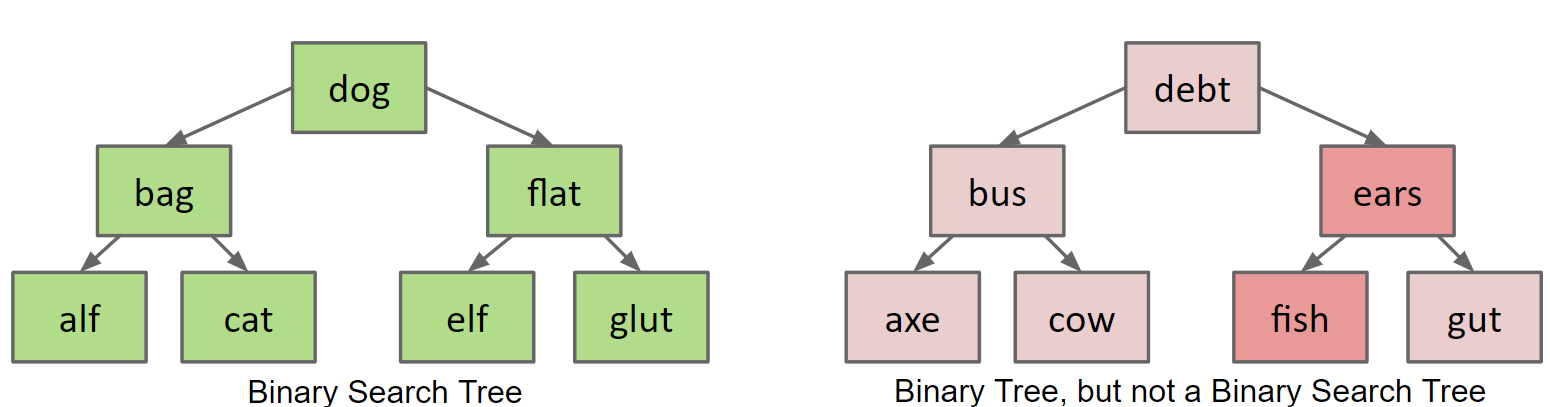 dog
debt
bag
flat
bus
ears
alf
cat
elf
glut
axe
cow
fish
gut
Binary Search Tree
Binary Tree, but not a Binary Search Tree